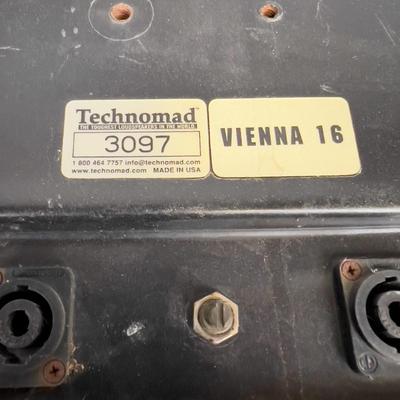 Technomad™
THE TOUGHEST LOUDSPEAKERS IN THE WORLD.
3097
1 800 464 7757 info@technomad.com
www.technomad.com MADE IN USA
VIENNA 16